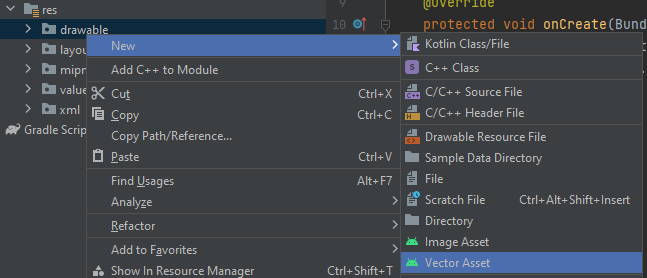 res
drawable
layou
mipm
value
xml
Gradle Scrip
9
@Override
10
protected void onCreate(Bund
New
Add C++ to Module
Cut Ctrl+X
Copy Ctrl+C
Copy Path/Reference...
Paste Ctrl+V
Find Usages Alt+F7
Analyze
Refactor
Add to Favorites
Show In Resource Manager Ctrl+Shift+T
Kotlin Class/File
S C++ Class
C++ C/C++ Source File
H C/C++ Header File
Drawable Resource File
Sample Data Directory
File
Scratch File Ctrl+Alt+Shift+Insert
Directory
Image Asset
Vector Asset